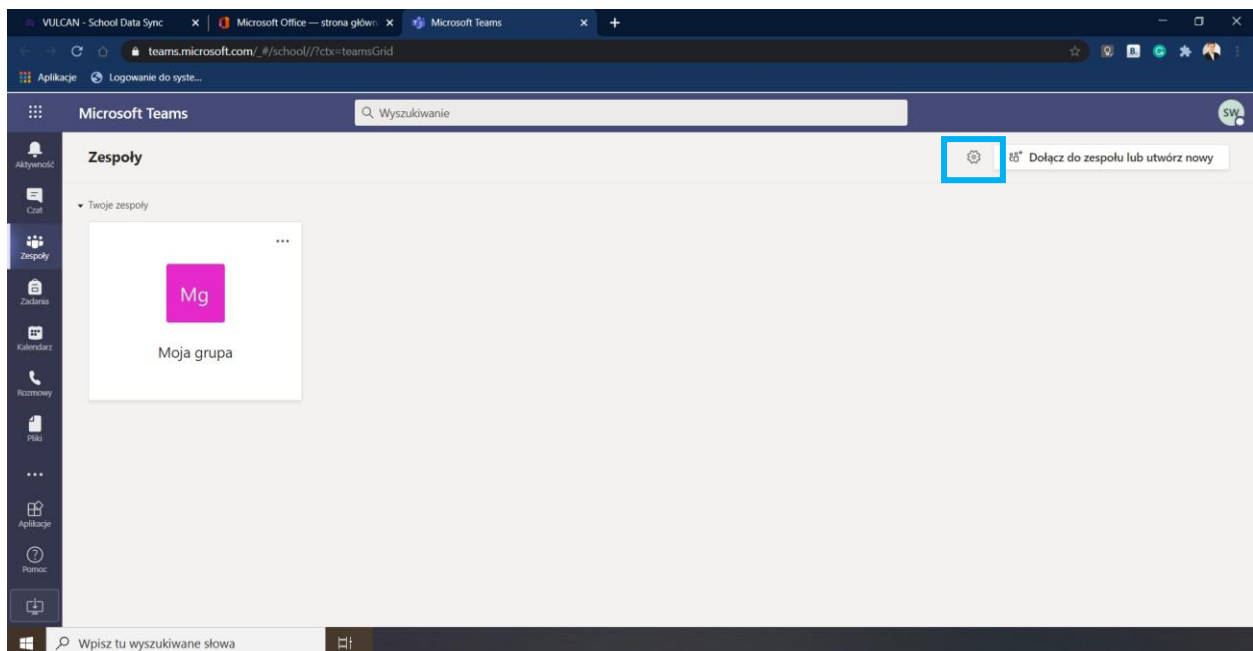 VULCAN - School Data Sync
Microsoft Office — strona główn
Microsoft Teams
teams.microsoft.com/_#/school//?ctx=teamsGrid
Aplikacje
Logowanie do syste...
Microsoft Teams
Wyszukiwanie
SW
Aktywność
Zespoły
Dołącz do zespołu lub utwórz nowy
Czat
Twoje zespoły
Zespoły
Zadania
Mg
Kalendarz
Moja grupa
Rozmowy
Pliki
Aplikacje
Pomoc
Wpisz tu wyszukiwane słowa